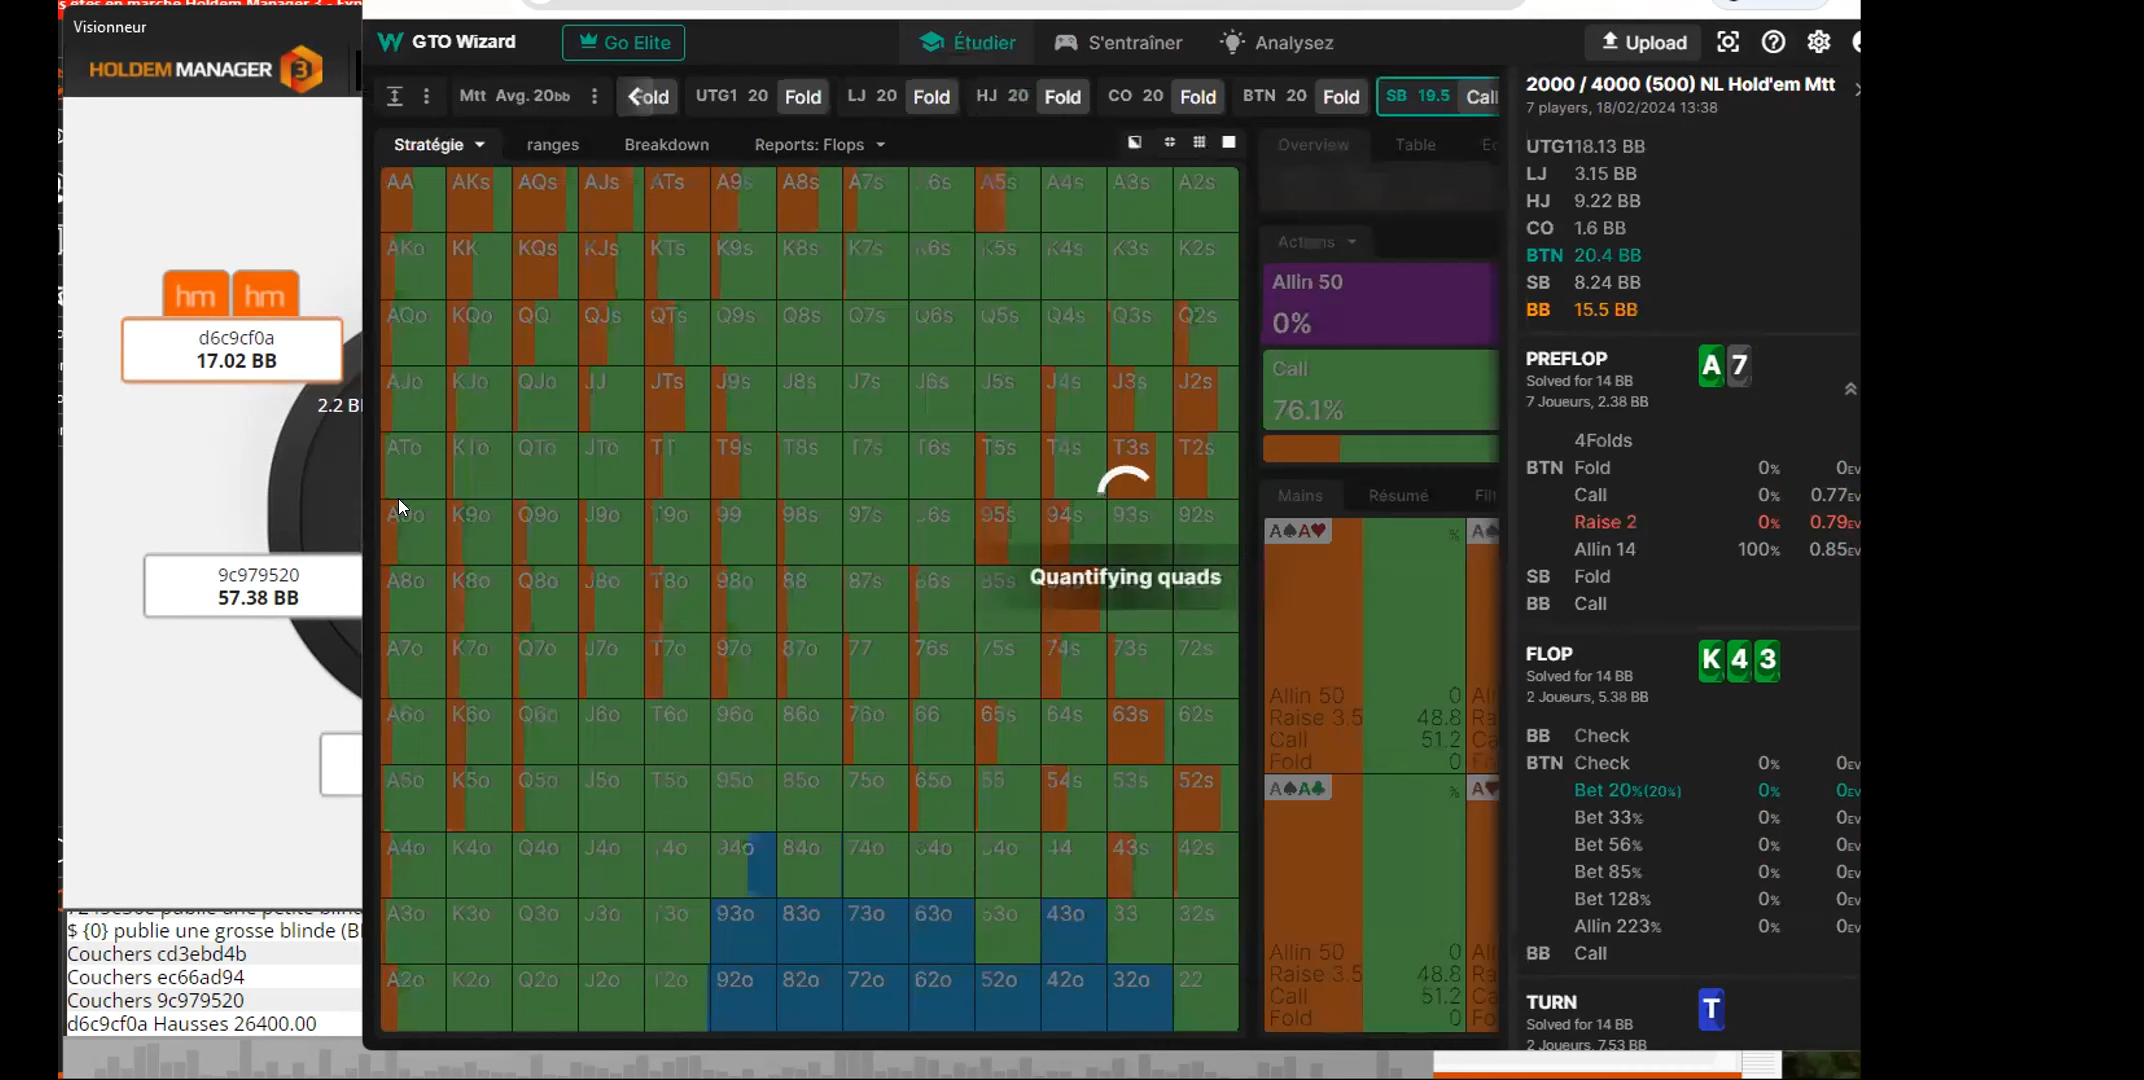 s êtes en marche Holdem Manager 3 - Exp
Visionneur
HOLDEM MANAGER 3
hm hm
d6c9cf0a
17.02 BB
2.2 B
9c979520
57.38 BB
$ {0} publie une grosse blinde (B
Couchers cd3ebd4b
Couchers ec66ad94
Couchers 9c979520
d6c9cf0a Hausses 26400.00
GTO Wizard
Go Elite
Étudier
S'entraîner
Analysez
Upload
Mtt Avg. 20bb
Fold
UTG1 20 Fold
LJ 20 Fold
HJ 20 Fold
CO 20 Fold
BTN 20 Fold
SB 19.5 Call
Stratégie
ranges
Breakdown
Reports: Flops
AA AKs AQs AJs ATs A9s A8s A7s A6s A5s A4s A3s A2s
AKo KK KQs KJs KTs K9s K8s K7s K6s K5s K4s K3s K2s
AQo KQo QQ QJs QTs Q9s Q8s Q7s Q6s Q5s Q4s Q3s Q2s
AJo KJo QJo JJ JTs J9s J8s J7s J6s J5s J4s J3s J2s
ATo KTo QTo JTo TT T9s T8s T7s T6s T5s T4s T3s T2s
A9o K9o Q9o J9o T9o 99 98s 97s 96s 95s 94s 93s 92s
A8o K8o Q8o J8o T8o 98o 88 87s 86s 85s
Quantifying quads
A7o K7o Q7o J7o T7o 97o 87o 77 76s 75s 74s 73s 72s
A6o K6o Q6o J6o T6o 96o 86o 76o 66 65s 64s 63s 62s
A5o K5o Q5o J5o T5o 95o 85o 75o 65o 55 54s 53s 52s
A4o K4o Q4o J4o T4o 94o 84o 74o 64o 54o 44 43s 42s
A3o K3o Q3o J3o T3o 93o 83o 73o 63o 53o 43o 33 32s
A2o K2o Q2o J2o T2o 92o 82o 72o 62o 52o 42o 32o 22
Overview
Table
Actions
Allin 50
0%
Call
76.1%
Mains
Résumé
A♠A♥ %
Allin 50 0
Raise 3.5 48.8
Call 51.2
Fold 0
A♠A♣ %
Allin 50 0
Raise 3.5 48.8
Call 51.2
Fold 0
2000 / 4000 (500) NL Hold'em Mtt
7 players, 18/02/2024 13:38
UTG1 18.13 BB
LJ 3.15 BB
HJ 9.22 BB
CO 1.6 BB
BTN 20.4 BB
SB 8.24 BB
BB 15.5 BB
PREFLOP A 7
Solved for 14 BB
7 Joueurs, 2.38 BB
4Folds
BTN Fold 0% 0EV
Call 0% 0.77EV
Raise 2 0% 0.79EV
Allin 14 100% 0.85EV
SB Fold
BB Call
FLOP K 4 3
Solved for 14 BB
2 Joueurs, 5.38 BB
BB Check
BTN Check 0% 0EV
Bet 20%(20%) 0% 0EV
Bet 33% 0% 0EV
Bet 56% 0% 0EV
Bet 85% 0% 0EV
Bet 128% 0% 0EV
Allin 223% 0% 0EV
BB Call
TURN T
Solved for 14 BB
2 Joueurs, 7.53 BB